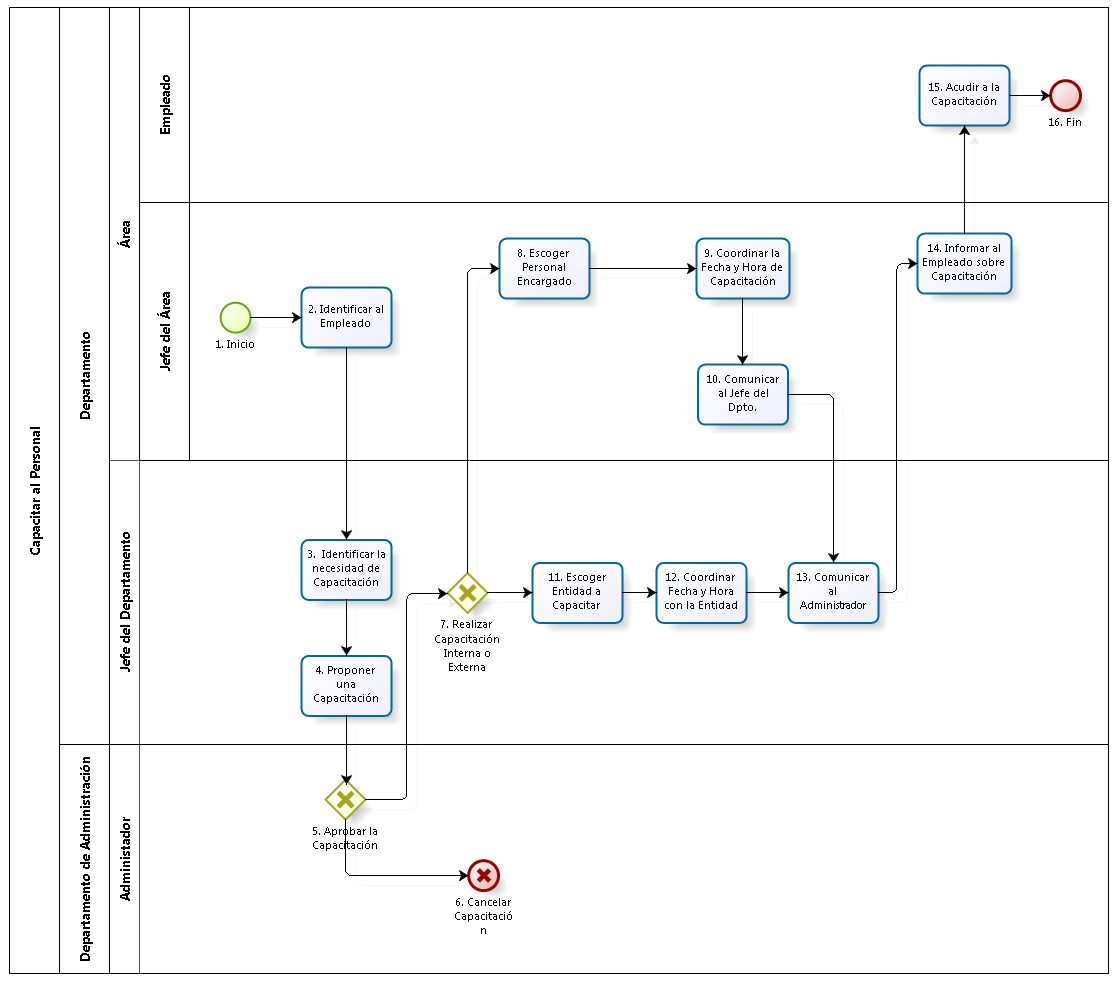 Capacitar al Personal
Departamento
Área
Empleado
15. Acudir a la
Capacitación
16. Fin
Jefe del Área
1. Inicio
2. Identificar al
Empleado
8. Escoger
Personal
Encargado
9. Coordinar la
Fecha y Hora de
Capacitación
10. Comunicar
al Jefe del
Dpto.
14. Informar al
Empleado sobre
Capacitación
Jefe del Departamento
3. Identificar la
necesidad de
Capacitación
4. Proponer
una
Capacitación
7. Realizar
Capacitación
Interna o
Externa
11. Escoger
Entidad a
Capacitar
12. Coordinar
Fecha y Hora
con la Entidad
13. Comunicar
al
Administrador
Departamento de Administración
Administador
5. Aprobar la
Capacitación
6. Cancelar
Capacitació
n